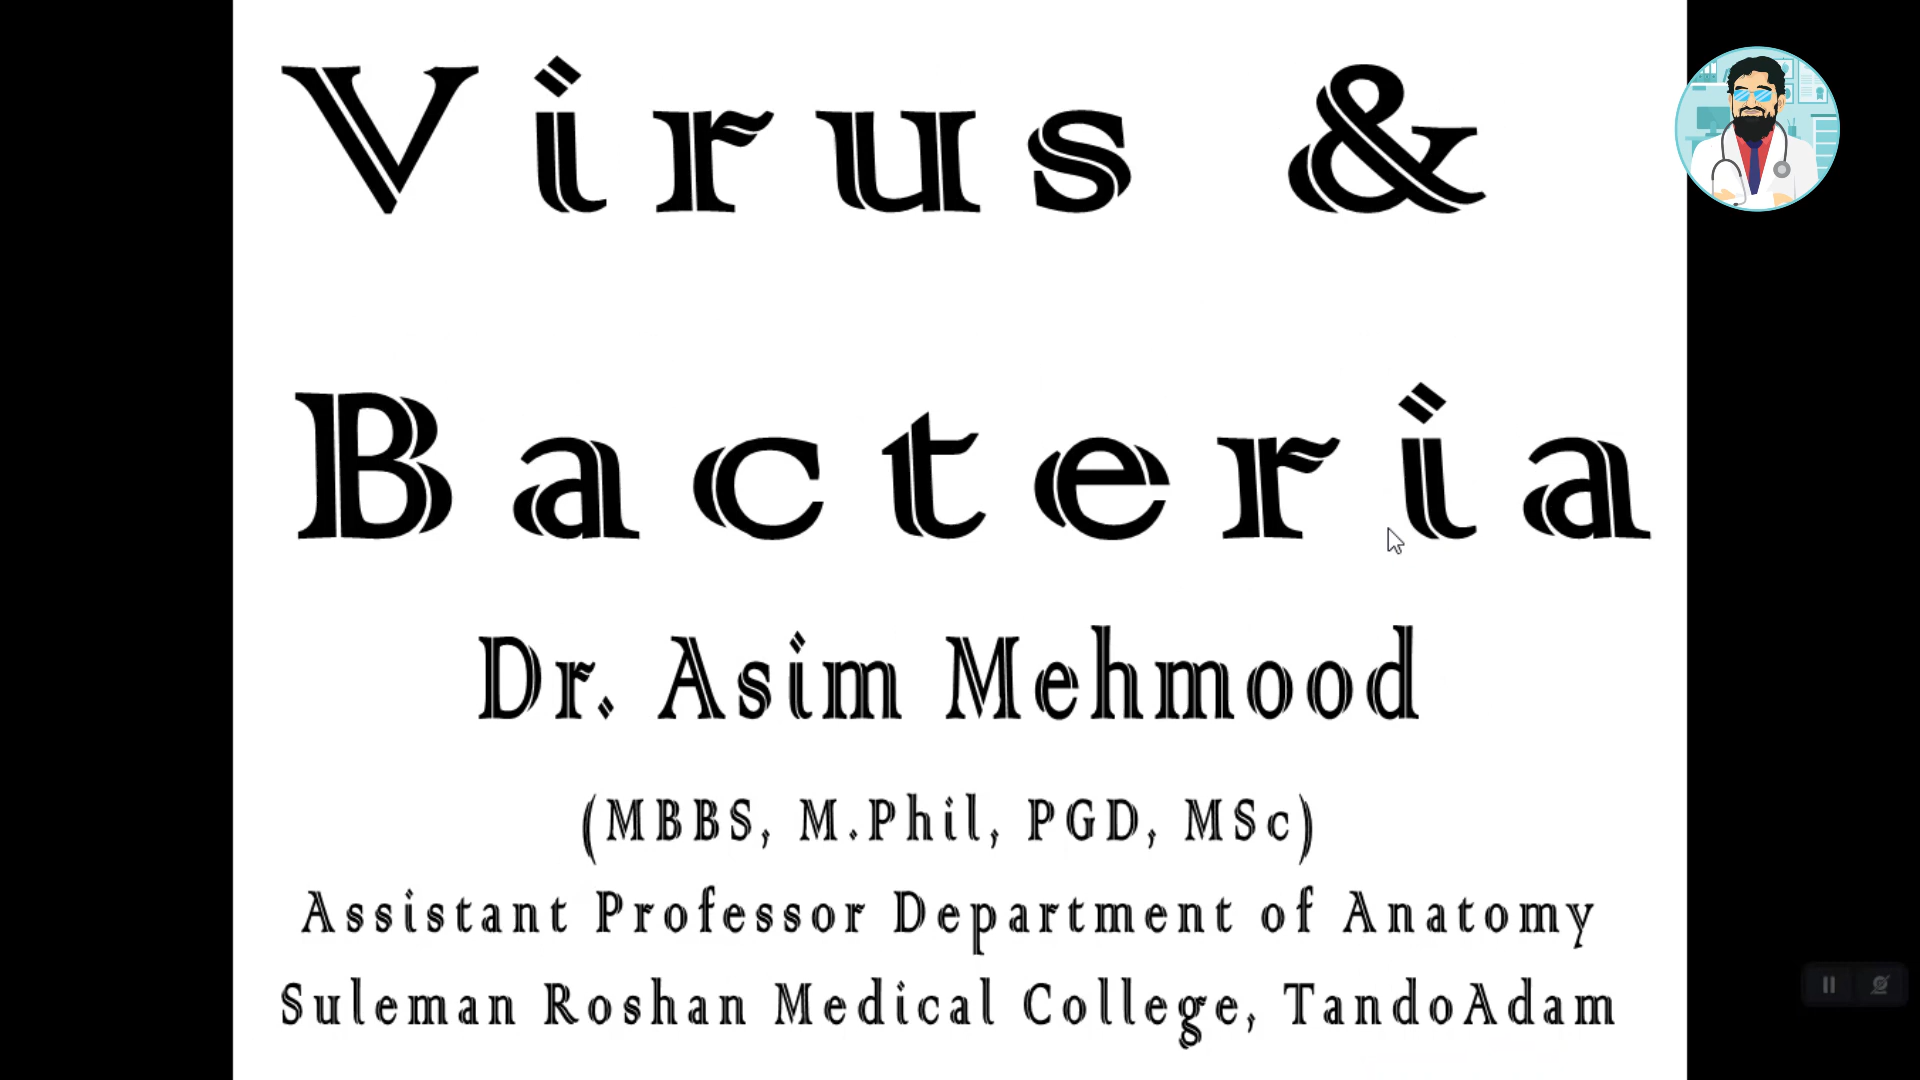 Virus &
Bacteria
Dr. Asim Mehmood
(MBBS, M.Phil, PGD, MSc)
Assistant Professor Department of Anatomy
Suleman Roshan Medical College, TandoAdam